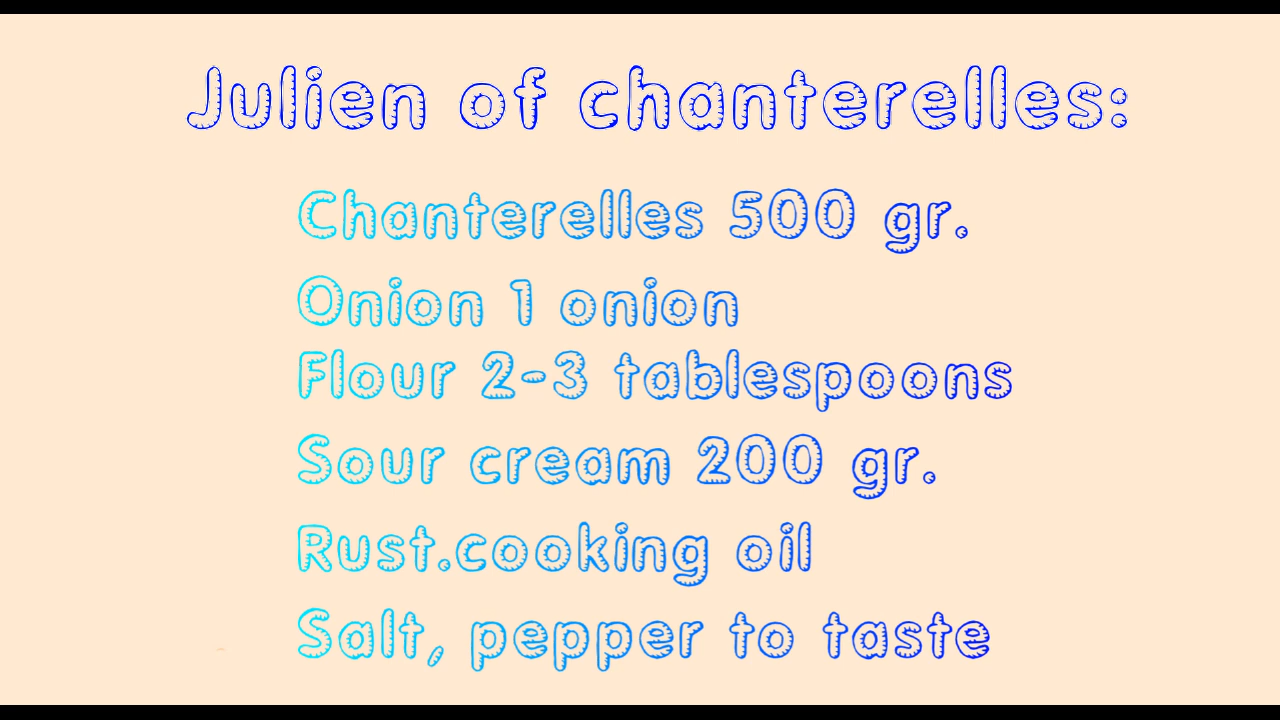 Julien of chanterelles:
Chanterelles 500 gr.
Onion 1 onion
Flour 2-3 tablespoons
Sour cream 200 gr.
Rust.cooking oil
Salt, pepper to taste